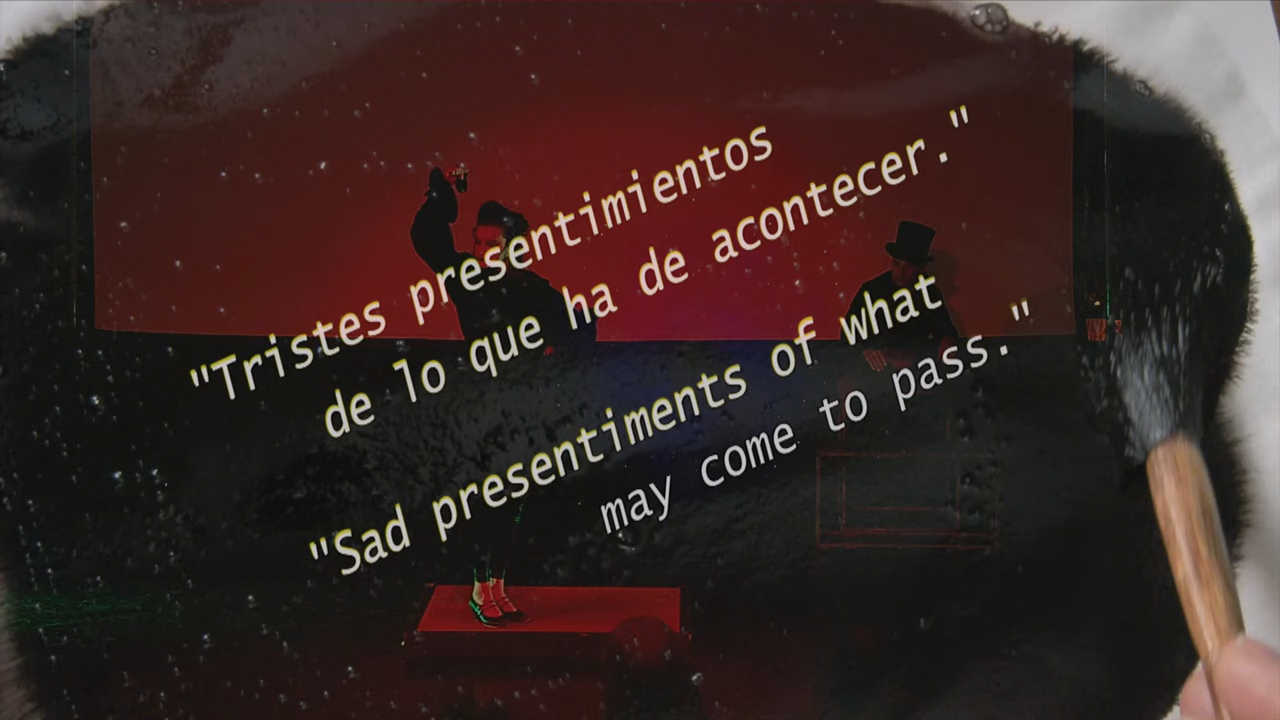 "Tristes presentimientos
de lo que ha de acontecer."
"Sad presentiments of what
may come to pass."